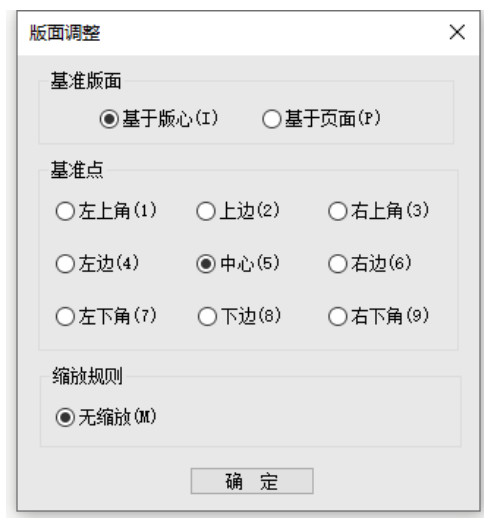 版面调整
基准版面
基于版心(I) 基于页面(P)
基准点
左上角(1) 上边(2) 右上角(3)
左边(4) 中心(5) 右边(6)
左下角(7) 下边(8) 右下角(9)
缩放规则
无缩放(M)
确 定